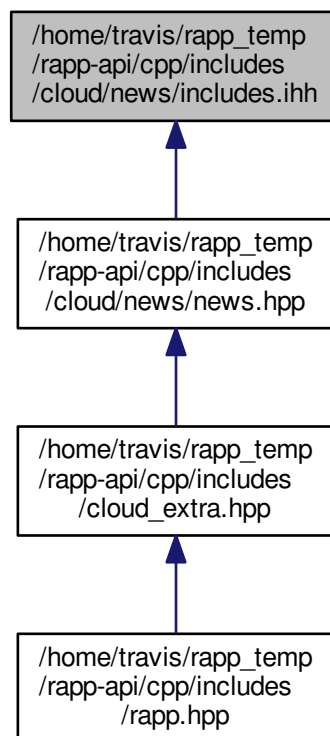 /home/travis/rapp_temp
/rapp-api/cpp/includes
/cloud/news/includes.ihh
/home/travis/rapp_temp
/rapp-api/cpp/includes
/cloud/news/news.hpp
/home/travis/rapp_temp
/rapp-api/cpp/includes
/cloud_extra.hpp
/home/travis/rapp_temp
/rapp-api/cpp/includes
/rapp.hpp